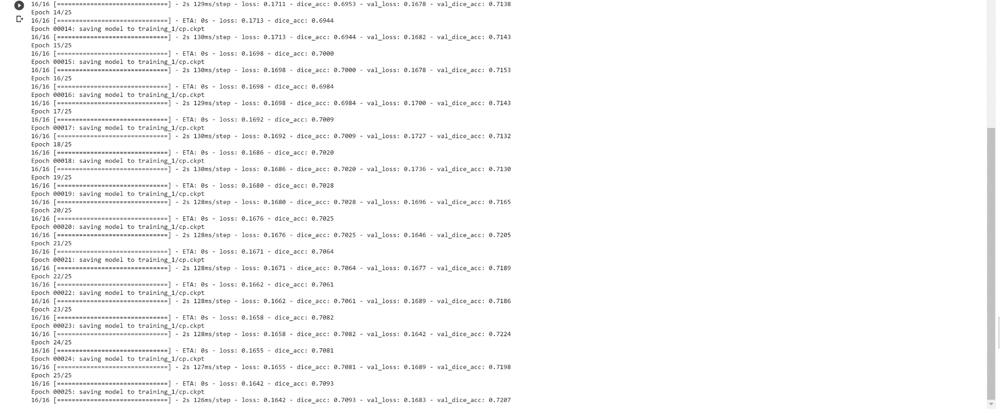 16/16 [==============================] - 2s 129ms/step - loss: 0.1711 - dice_acc: 0.6953 - val_loss: 0.1678 - val_dice_acc: 0.7138
Epoch 14/25
16/16 [==============================] - ETA: 0s - loss: 0.1713 - dice_acc: 0.6944
Epoch 00014: saving model to training_1/cp.ckpt
16/16 [==============================] - 2s 130ms/step - loss: 0.1713 - dice_acc: 0.6944 - val_loss: 0.1682 - val_dice_acc: 0.7143
Epoch 15/25
16/16 [==============================] - ETA: 0s - loss: 0.1698 - dice_acc: 0.7000
Epoch 00015: saving model to training_1/cp.ckpt
16/16 [==============================] - 2s 130ms/step - loss: 0.1698 - dice_acc: 0.7000 - val_loss: 0.1678 - val_dice_acc: 0.7153
Epoch 16/25
16/16 [==============================] - ETA: 0s - loss: 0.1698 - dice_acc: 0.6984
Epoch 00016: saving model to training_1/cp.ckpt
16/16 [==============================] - 2s 129ms/step - loss: 0.1698 - dice_acc: 0.6984 - val_loss: 0.1700 - val_dice_acc: 0.7143
Epoch 17/25
16/16 [==============================] - ETA: 0s - loss: 0.1692 - dice_acc: 0.7009
Epoch 00017: saving model to training_1/cp.ckpt
16/16 [==============================] - 2s 130ms/step - loss: 0.1692 - dice_acc: 0.7009 - val_loss: 0.1727 - val_dice_acc: 0.7132
Epoch 18/25
16/16 [==============================] - ETA: 0s - loss: 0.1686 - dice_acc: 0.7020
Epoch 00018: saving model to training_1/cp.ckpt
16/16 [==============================] - 2s 130ms/step - loss: 0.1686 - dice_acc: 0.7020 - val_loss: 0.1736 - val_dice_acc: 0.7130
Epoch 19/25
16/16 [==============================] - ETA: 0s - loss: 0.1680 - dice_acc: 0.7028
Epoch 00019: saving model to training_1/cp.ckpt
16/16 [==============================] - 2s 128ms/step - loss: 0.1680 - dice_acc: 0.7028 - val_loss: 0.1696 - val_dice_acc: 0.7165
Epoch 20/25
16/16 [==============================] - ETA: 0s - loss: 0.1676 - dice_acc: 0.7025
Epoch 00020: saving model to training_1/cp.ckpt
16/16 [==============================] - 2s 128ms/step - loss: 0.1676 - dice_acc: 0.7025 - val_loss: 0.1646 - val_dice_acc: 0.7205
Epoch 21/25
16/16 [==============================] - ETA: 0s - loss: 0.1671 - dice_acc: 0.7064
Epoch 00021: saving model to training_1/cp.ckpt
16/16 [==============================] - 2s 128ms/step - loss: 0.1671 - dice_acc: 0.7064 - val_loss: 0.1677 - val_dice_acc: 0.7189
Epoch 22/25
16/16 [==============================] - ETA: 0s - loss: 0.1662 - dice_acc: 0.7061
Epoch 00022: saving model to training_1/cp.ckpt
16/16 [==============================] - 2s 128ms/step - loss: 0.1662 - dice_acc: 0.7061 - val_loss: 0.1689 - val_dice_acc: 0.7186
Epoch 23/25
16/16 [==============================] - ETA: 0s - loss: 0.1658 - dice_acc: 0.7082
Epoch 00023: saving model to training_1/cp.ckpt
16/16 [==============================] - 2s 128ms/step - loss: 0.1658 - dice_acc: 0.7082 - val_loss: 0.1642 - val_dice_acc: 0.7224
Epoch 24/25
16/16 [==============================] - ETA: 0s - loss: 0.1655 - dice_acc: 0.7081
Epoch 00024: saving model to training_1/cp.ckpt
16/16 [==============================] - 2s 127ms/step - loss: 0.1655 - dice_acc: 0.7081 - val_loss: 0.1689 - val_dice_acc: 0.7198
Epoch 25/25
16/16 [==============================] - ETA: 0s - loss: 0.1642 - dice_acc: 0.7093
Epoch 00025: saving model to training_1/cp.ckpt
16/16 [==============================] - 2s 126ms/step - loss: 0.1642 - dice_acc: 0.7093 - val_loss: 0.1683 - val_dice_acc: 0.7207